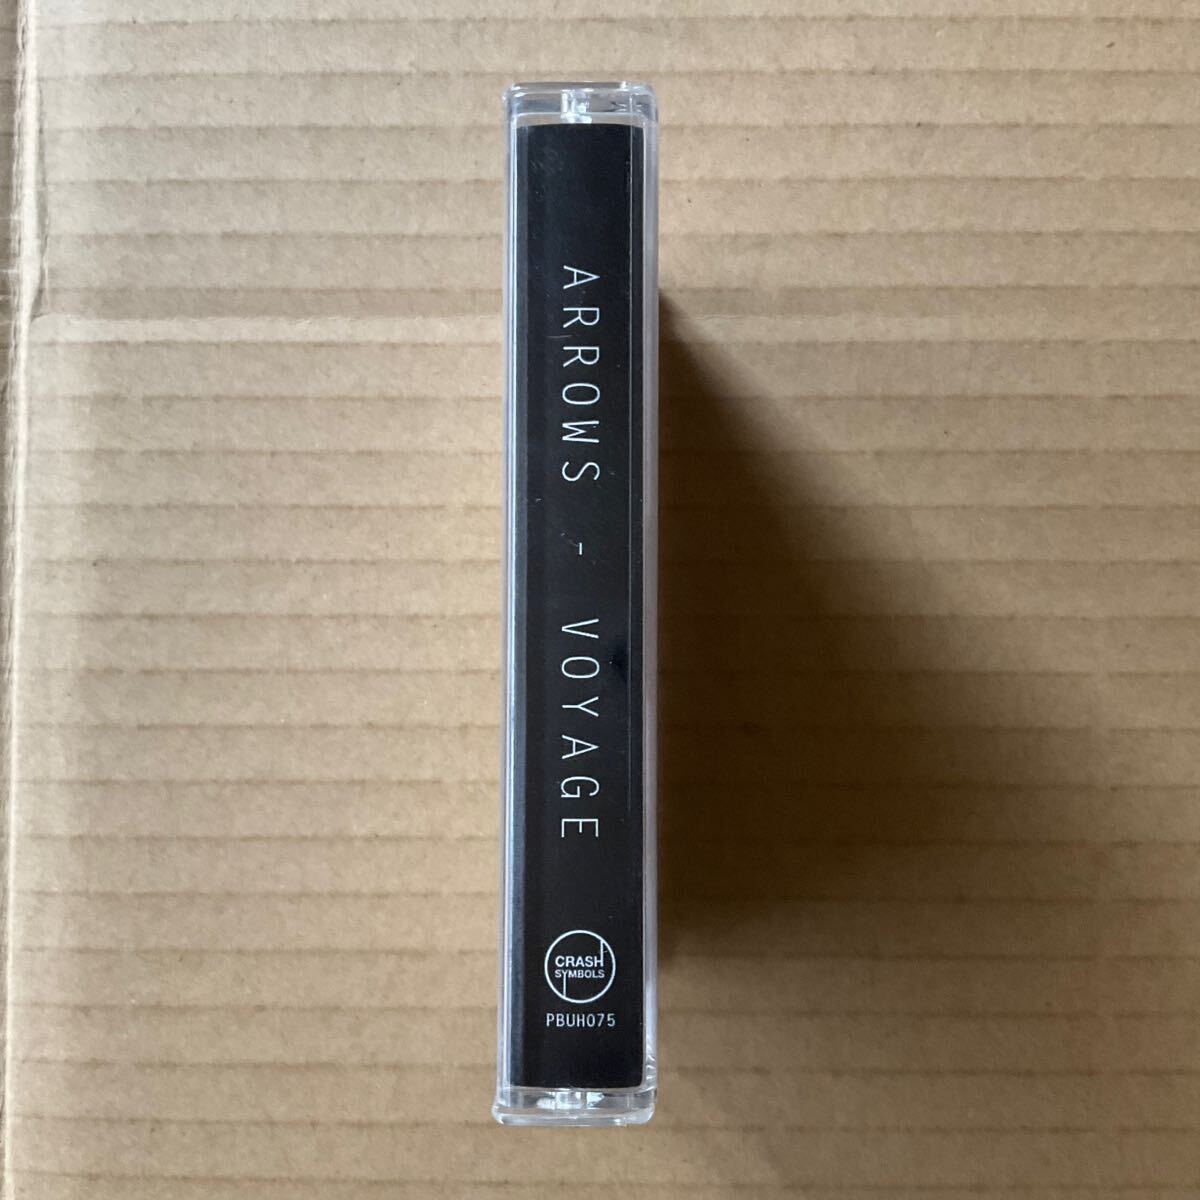 ARROWS - VOYAGE
CRASH
SYMBOLS
PBUH075